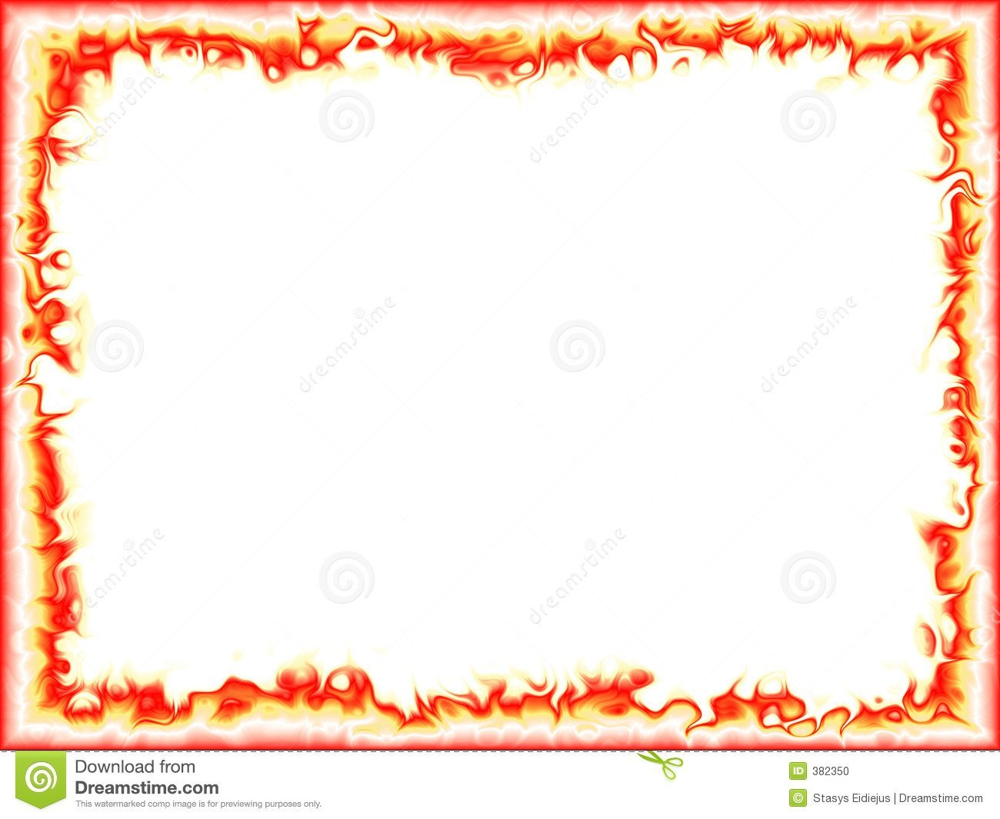 dreamstime
dreamstime
dreamstime
dreamstime
dreamstime
dreamstime
Download from
Dreamstime.com
This watermarked comp image is for previewing purposes only.
ID 382350
© Stasys Eidiejus | Dreamstime.com